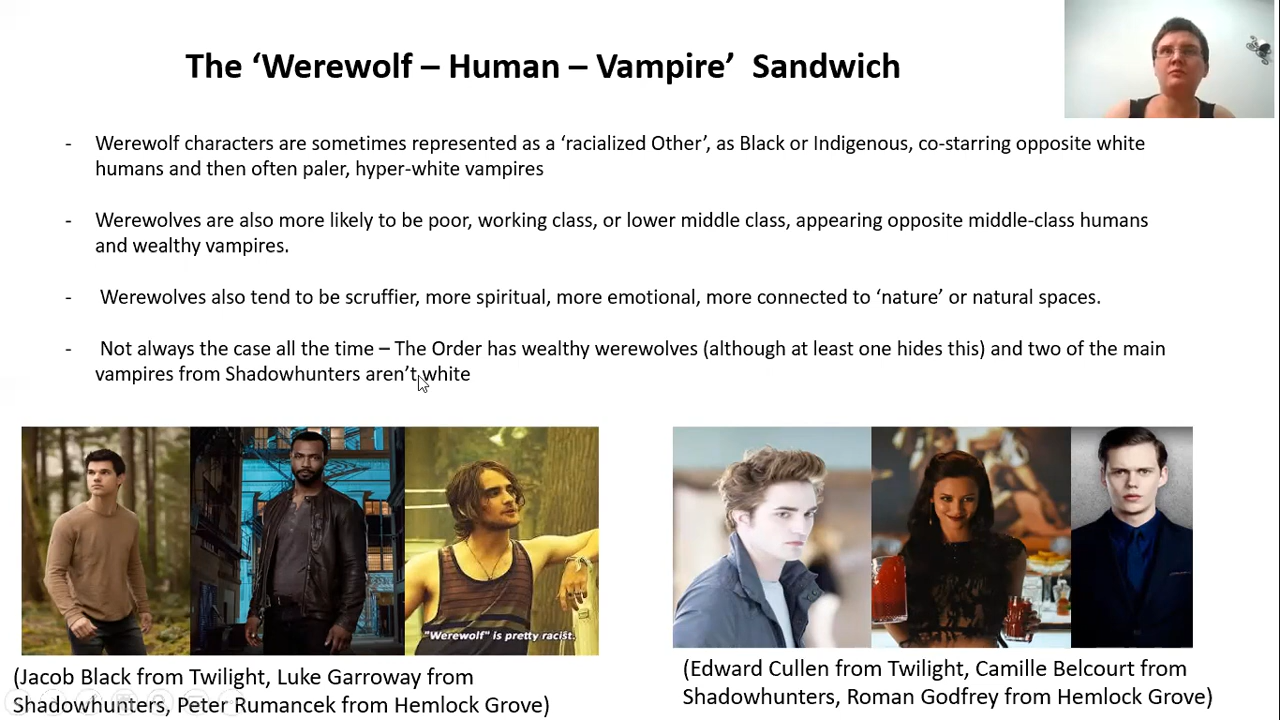 The ‘Werewolf – Human – Vampire’ Sandwich
- Werewolf characters are sometimes represented as a ‘racialized Other’, as Black or Indigenous, co-starring opposite white
humans and then often paler, hyper-white vampires
- Werewolves are also more likely to be poor, working class, or lower middle class, appearing opposite middle-class humans
and wealthy vampires.
- Werewolves also tend to be scruffier, more spiritual, more emotional, more connected to ‘nature’ or natural spaces.
- Not always the case all the time – The Order has wealthy werewolves (although at least one hides this) and two of the main
vampires from Shadowhunters aren’t white
"Werewolf" is pretty racist.
(Jacob Black from Twilight, Luke Garroway from
Shadowhunters, Peter Rumancek from Hemlock Grove)
(Edward Cullen from Twilight, Camille Belcourt from
Shadowhunters, Roman Godfrey from Hemlock Grove)